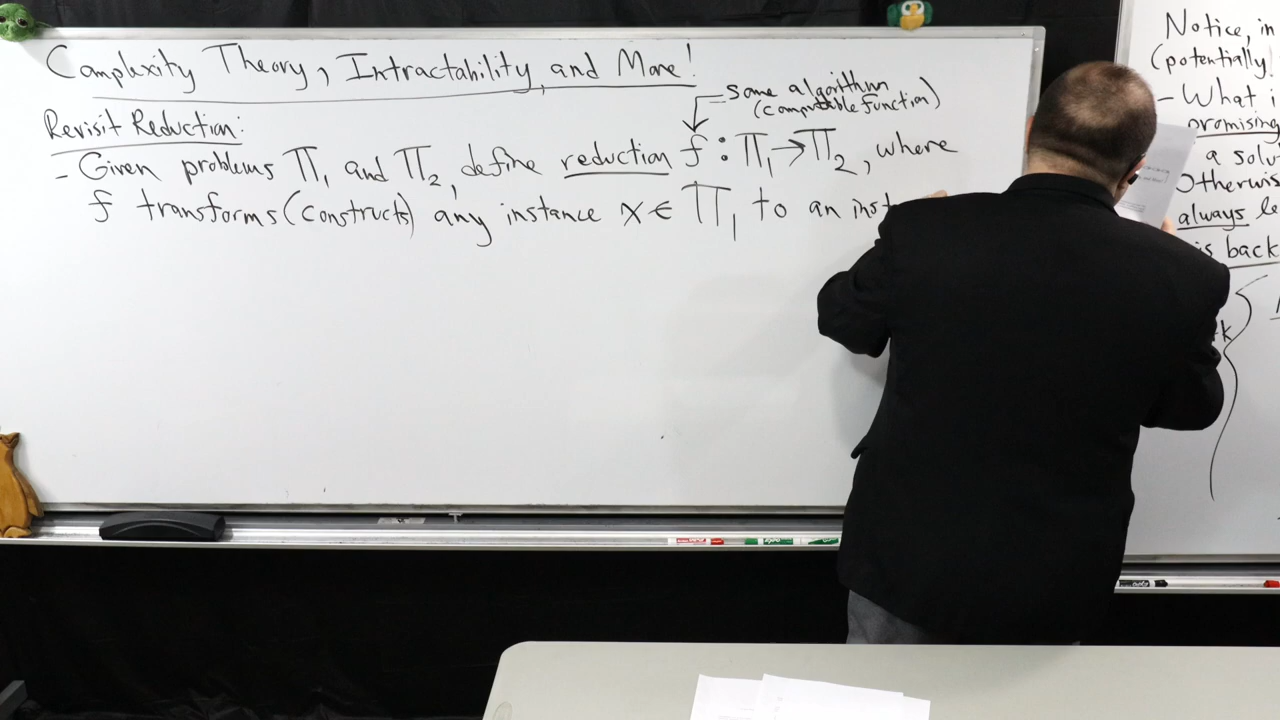 Complexity Theory, Intractability, and More!
some algorithm
(computable function)
Revisit Reduction:
- Given problems Π₁ and Π₂, define reduction f : Π₁→Π₂, where
f transforms (constructs) any instance x ∈ Π₁ to an inst
Notice, in
(potentially!
- What i
promising
a solu
Otherwis
always le
is back